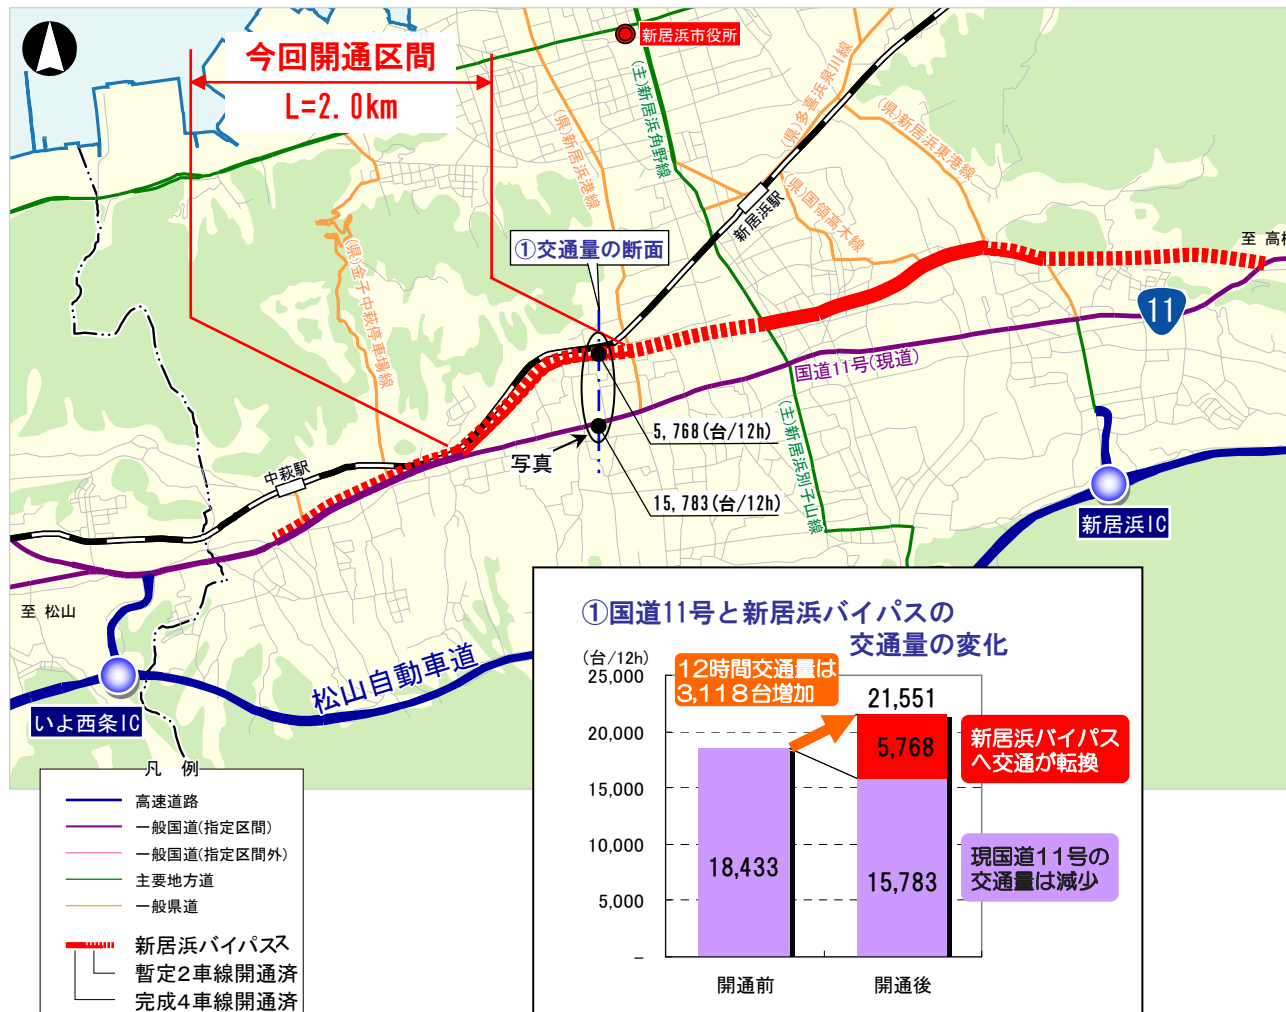 今回開通区間
L=2.0km
新居浜市役所
(主)新居浜角野線
(県)多喜浜泉川線
(県)新居浜東港線
(県)新居浜港線
(県)国領高木線
新居浜駅
(県)金子中萩停車場線
①交通量の断面
至 高松
11
国道11号(現道)
5,768(台/12h)
写真
15,783(台/12h)
(主)新居浜別子山線
中萩駅
新居浜IC
至 松山
松山自動車道
いよ西条IC
凡 例
高速道路
一般国道(指定区間)
一般国道(指定区間外)
主要地方道
一般県道
新居浜バイパス
暫定2車線開通済
完成4車線開通済
①国道11号と新居浜バイパスの
交通量の変化
(台/12h)
25,000
20,000
15,000
10,000
5,000
–
12時間交通量は
3,118台増加
21,551
5,768
18,433
15,783
新居浜バイパス
へ交通が転換
現国道11号の
交通量は減少
開通前
開通後